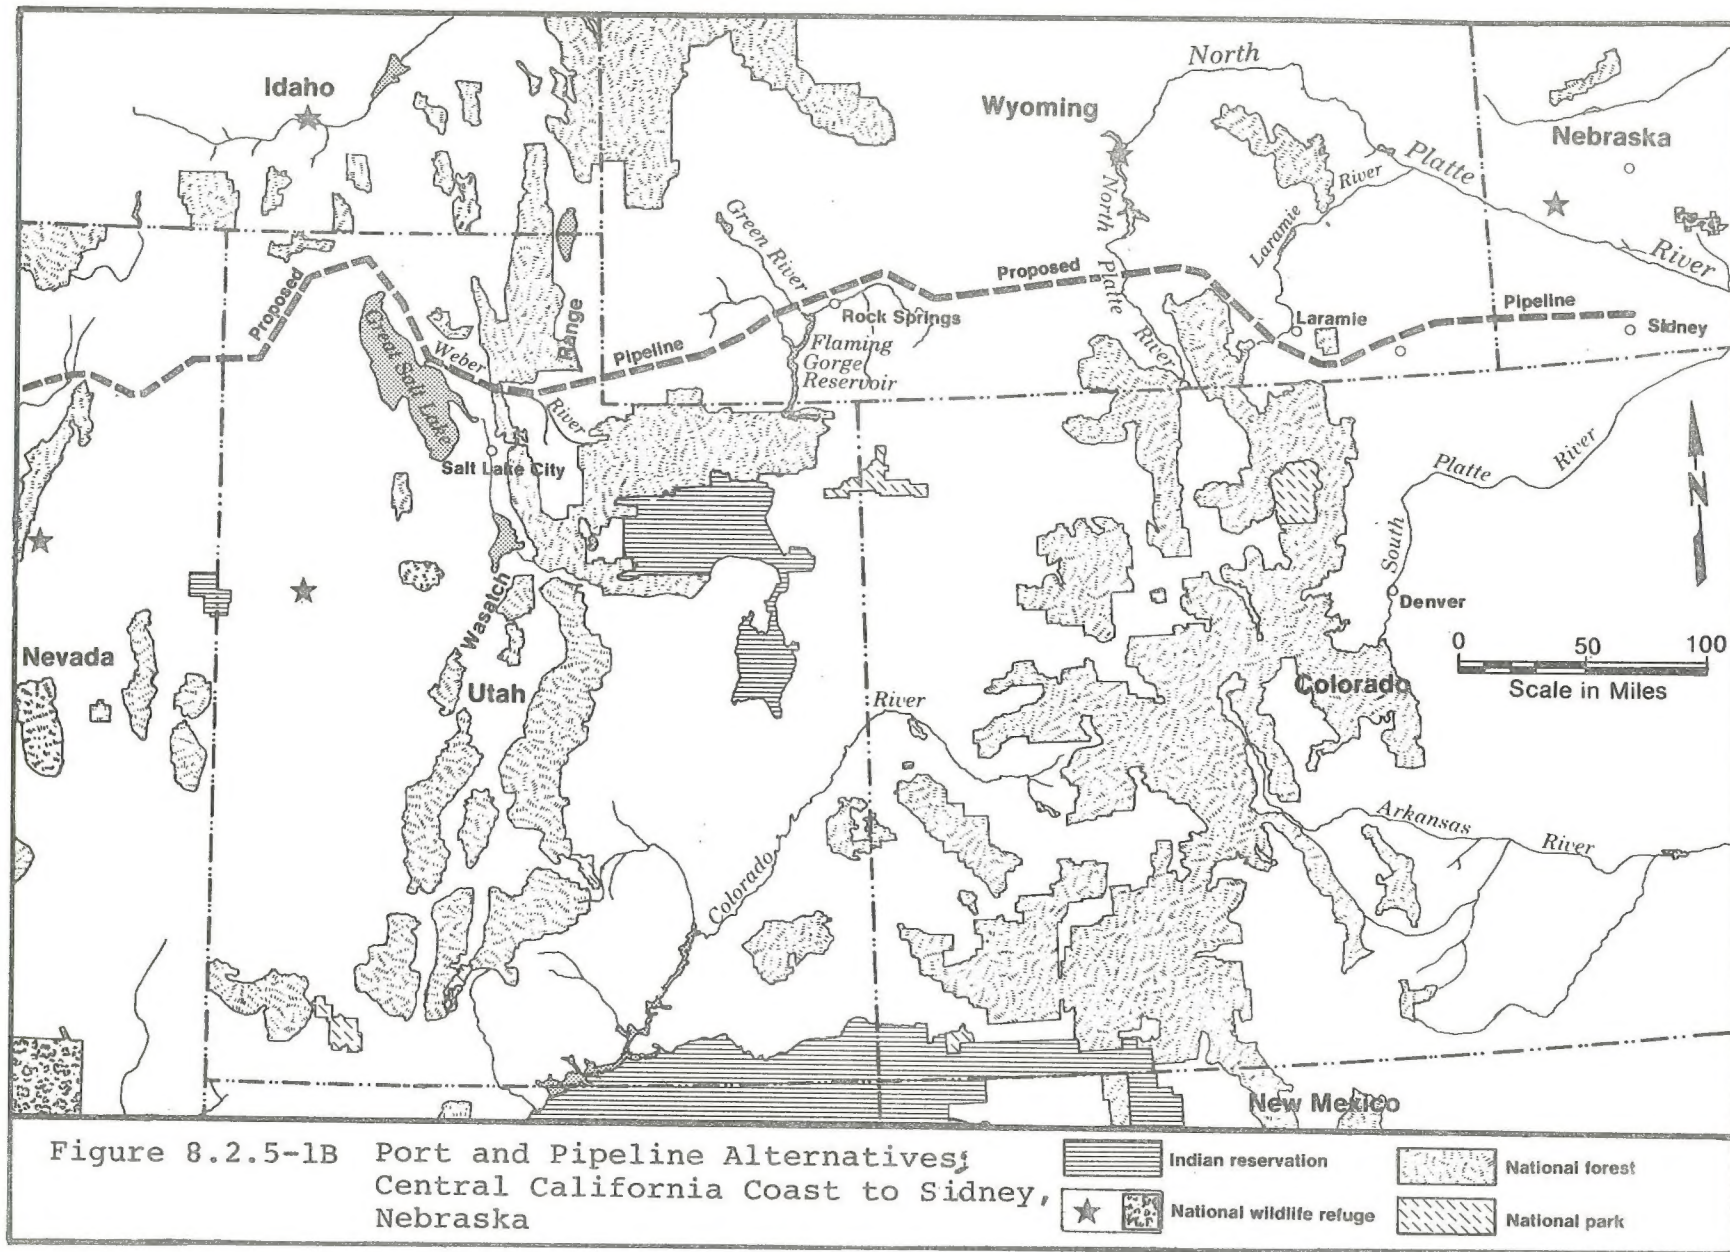 North
Idaho
Wyoming
Nebraska
Platte
River
North
Laramie
River
Green River
Platte
Proposed
Proposed
Range
Rock Springs
Pipeline
Laramie
Sidney
Great Salt Lake
Weber
Pipeline
Flaming
Gorge
Reservoir
River
River
Salt Lake City
Platte
River
N
South
Wasatch
Denver
Nevada
Utah
0 50 100
Scale in Miles
Colorado
River
Arkansas
River
Colorado
New Mexico
Figure 8.2.5-1B Port and Pipeline Alternatives;
Central California Coast to Sidney,
Nebraska
Indian reservation
National forest
National wildlife refuge
National park